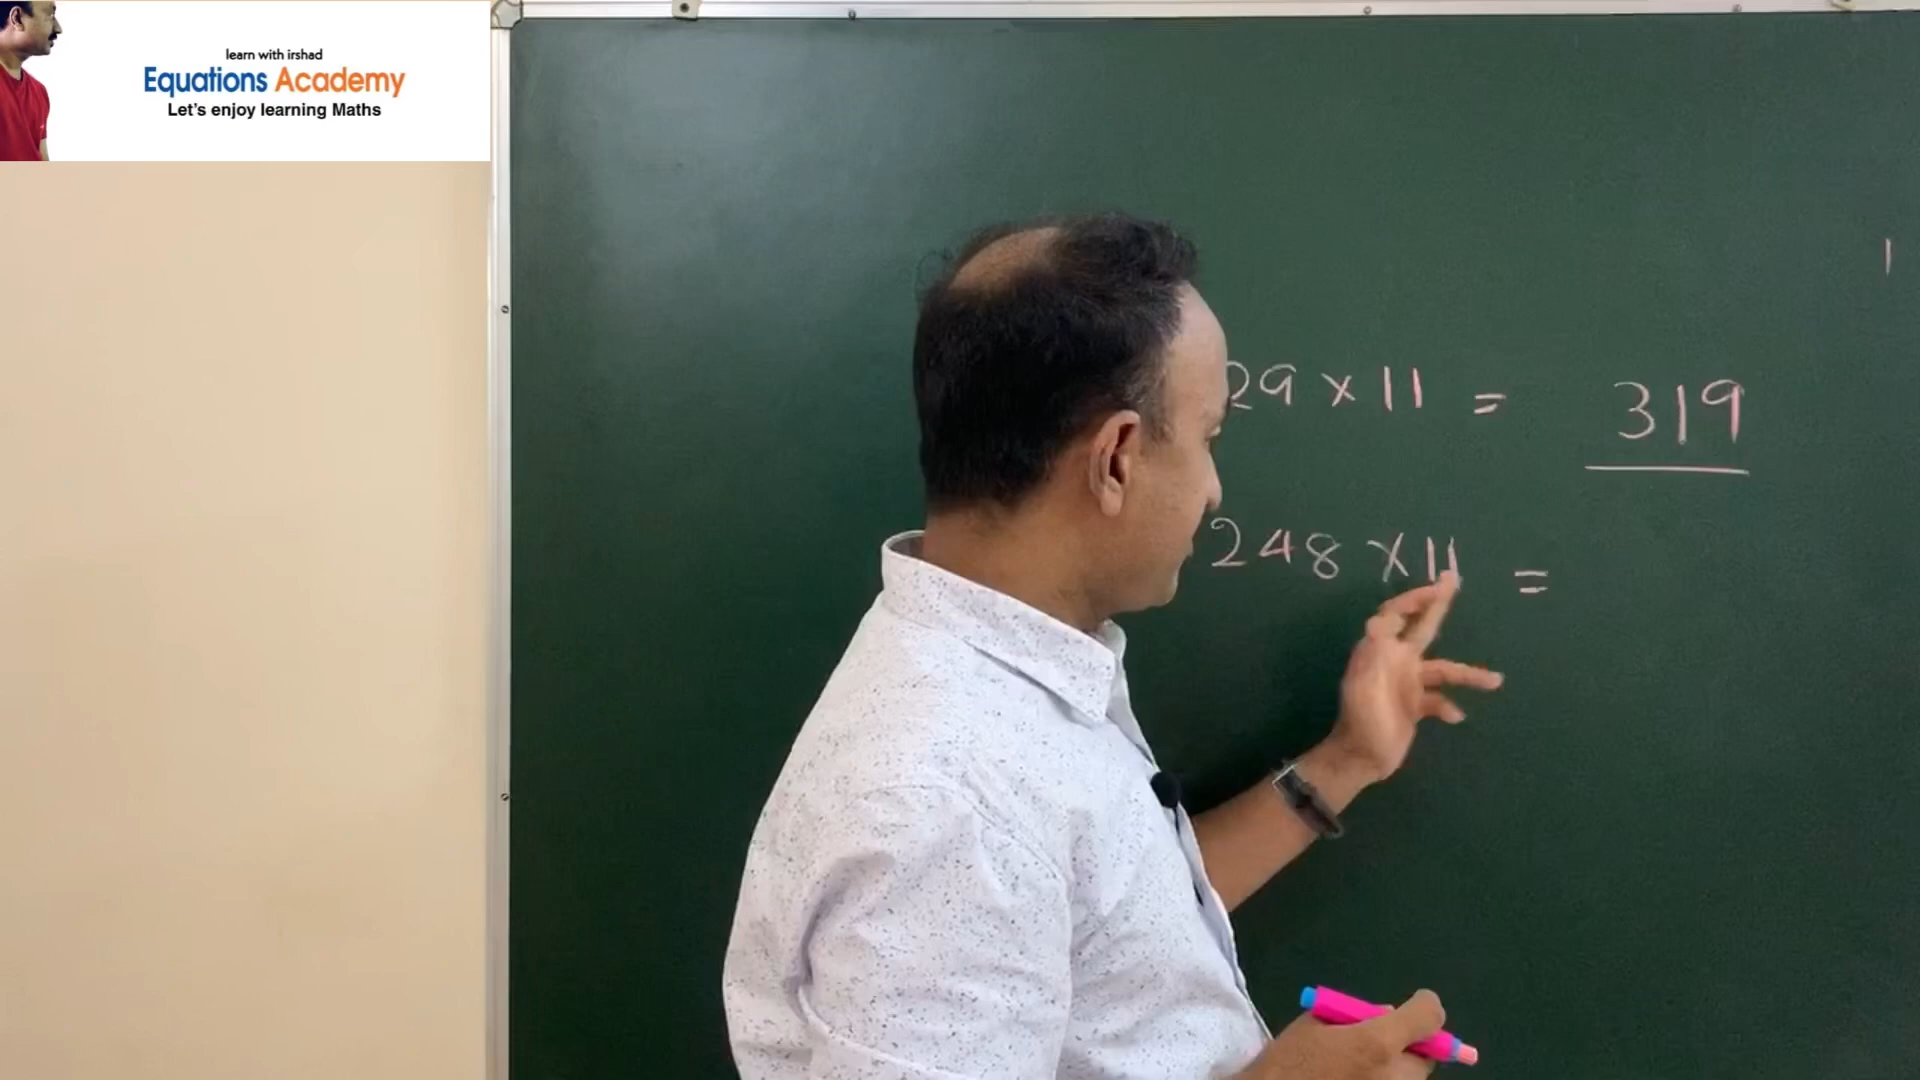 learn with irshad
Equations Academy
Let's enjoy learning Maths
29 × 11 = 319
248 × 11 =